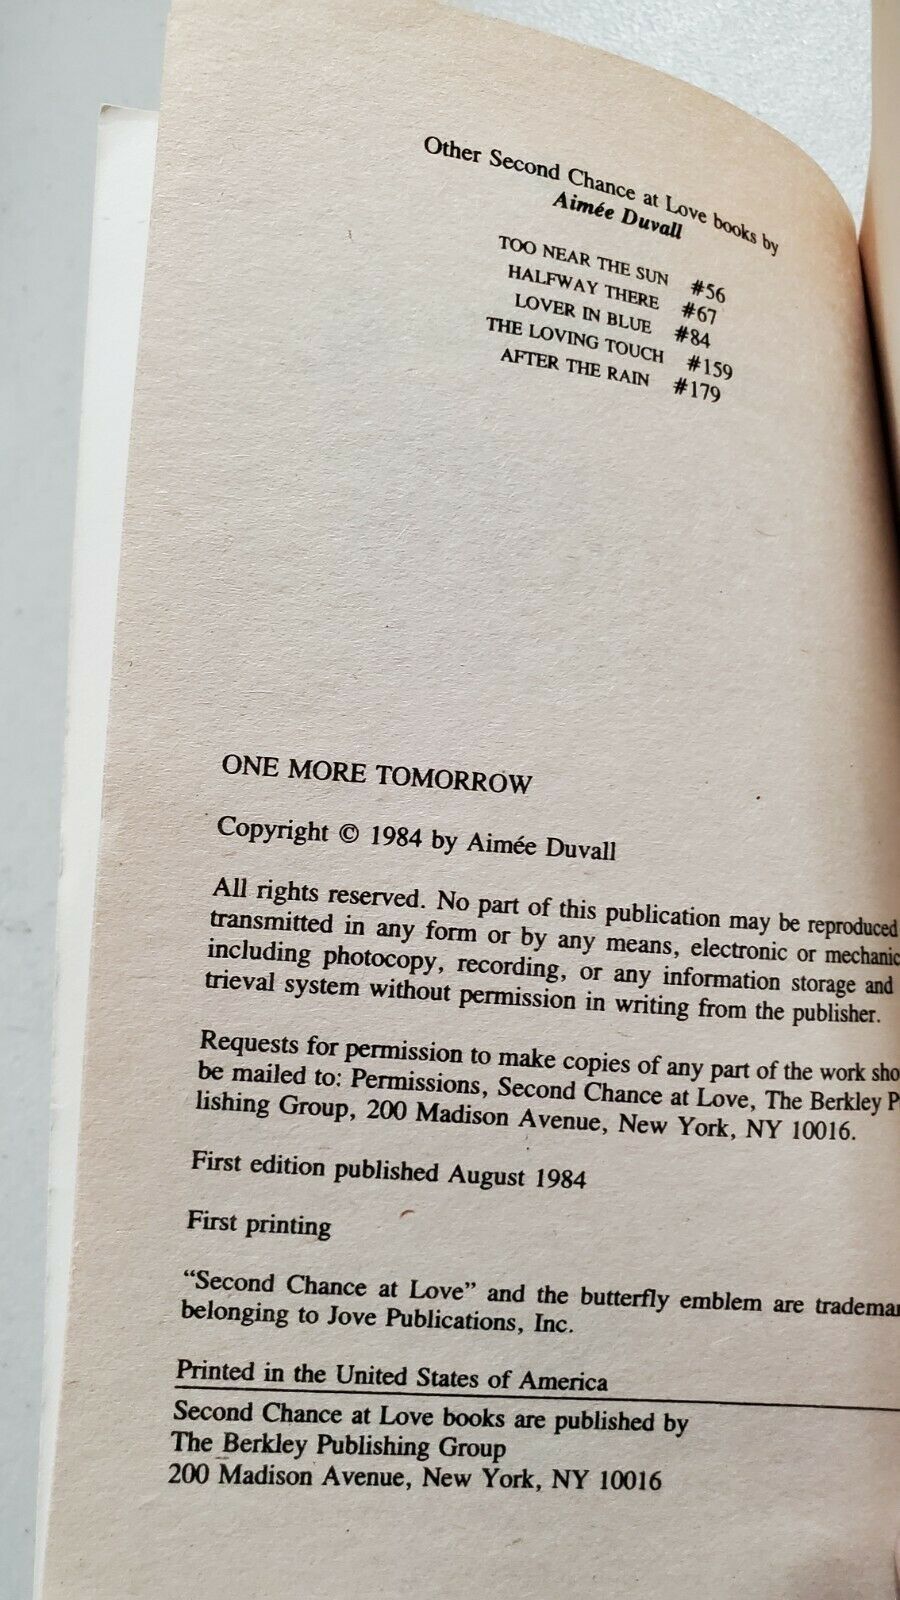 Other Second Chance at Love books by
Aimée Duvall
TOO NEAR THE SUN #56
HALFWAY THERE #67
LOVER IN BLUE #84
THE LOVING TOUCH #159
AFTER THE RAIN #179
ONE MORE TOMORROW
Copyright © 1984 by Aimée Duvall
All rights reserved. No part of this publication may be reproduced
transmitted in any form or by any means, electronic or mechanic
including photocopy, recording, or any information storage and
trieval system without permission in writing from the publisher.
Requests for permission to make copies of any part of the work sho
be mailed to: Permissions, Second Chance at Love, The Berkley P
lishing Group, 200 Madison Avenue, New York, NY 10016.
First edition published August 1984
First printing
“Second Chance at Love” and the butterfly emblem are tradema
belonging to Jove Publications, Inc.
Printed in the United States of America
Second Chance at Love books are published by
The Berkley Publishing Group
200 Madison Avenue, New York, NY 10016